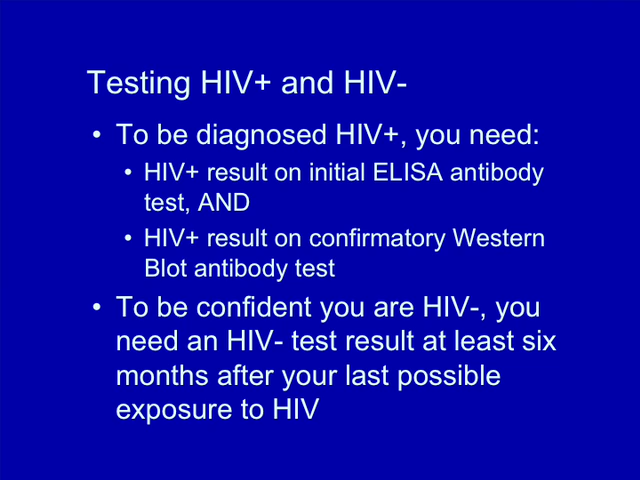 Testing HIV+ and HIV-
• To be diagnosed HIV+, you need:
• HIV+ result on initial ELISA antibody
test, AND
• HIV+ result on confirmatory Western
Blot antibody test
• To be confident you are HIV-, you
need an HIV- test result at least six
months after your last possible
exposure to HIV